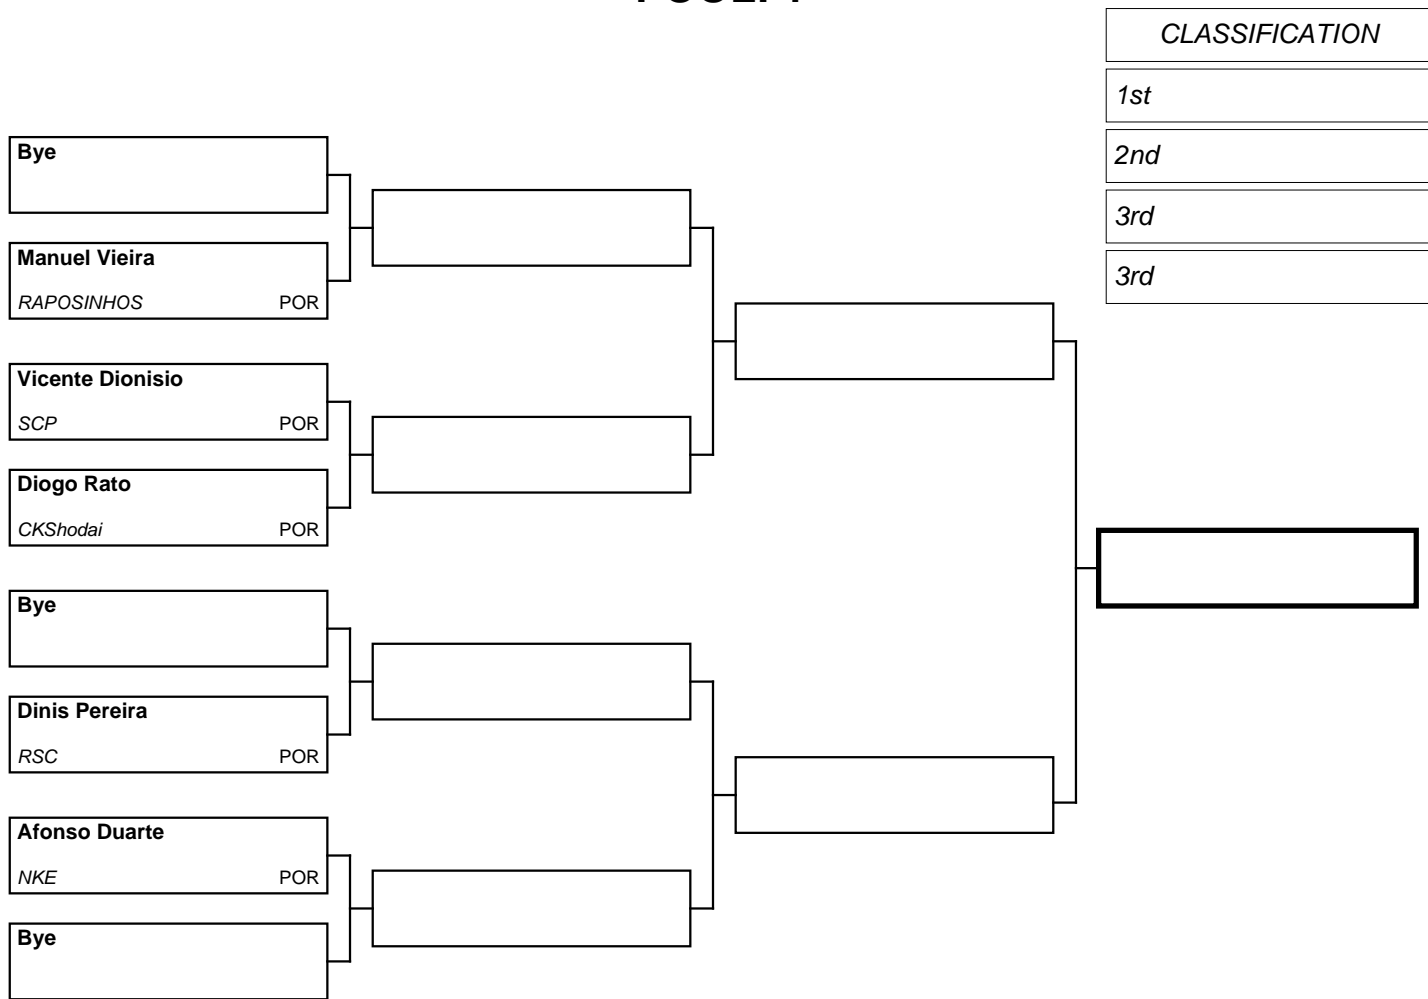 CLASSIFICATION
1st
2nd
3rd
3rd
Bye
Manuel Vieira
RAPOSINHOS POR
Vicente Dionisio
SCP POR
Diogo Rato
CKShodai POR
Bye
Dinis Pereira
RSC POR
Afonso Duarte
NKE POR
Bye